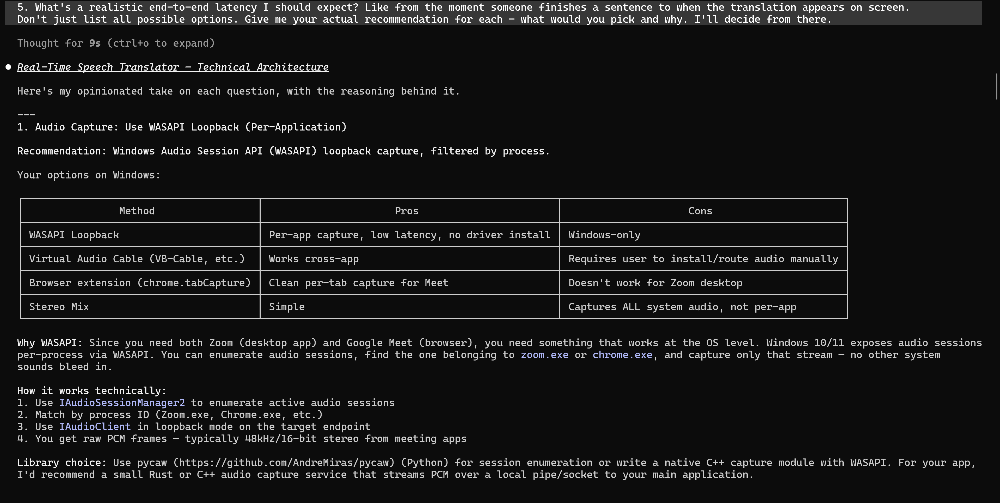 5. What's a realistic end-to-end latency I should expect? Like from the moment someone finishes a sentence to when the translation appears on screen.
Don't just list all possible options. Give me your actual recommendation for each - what would you pick and why. I'll decide from there.
Thought for 9s (ctrl+o to expand)
● Real-Time Speech Translator — Technical Architecture
Here's my opinionated take on each question, with the reasoning behind it.
---
1. Audio Capture: Use WASAPI Loopback (Per-Application)
Recommendation: Windows Audio Session API (WASAPI) loopback capture, filtered by process.
Your options on Windows:
Method Pros Cons
WASAPI Loopback Per-app capture, low latency, no driver install Windows-only
Virtual Audio Cable (VB-Cable, etc.) Works cross-app Requires user to install/route audio manually
Browser extension (chrome.tabCapture) Clean per-tab capture for Meet Doesn't work for Zoom desktop
Stereo Mix Simple Captures ALL system audio, not per-app
Why WASAPI: Since you need both Zoom (desktop app) and Google Meet (browser), you need something that works at the OS level. Windows 10/11 exposes audio sessions
per-process via WASAPI. You can enumerate audio sessions, find the one belonging to zoom.exe or chrome.exe, and capture only that stream — no other system
sounds bleed in.
How it works technically:
1. Use IAudioSessionManager2 to enumerate active audio sessions
2. Match by process ID (Zoom.exe, Chrome.exe, etc.)
3. Use IAudioClient in loopback mode on the target endpoint
4. You get raw PCM frames — typically 48kHz/16-bit stereo from meeting apps
Library choice: Use pycaw (https://github.com/AndreMiras/pycaw) (Python) for session enumeration or write a native C++ capture module with WASAPI. For your app,
I'd recommend a small Rust or C++ audio capture service that streams PCM over a local pipe/socket to your main application.